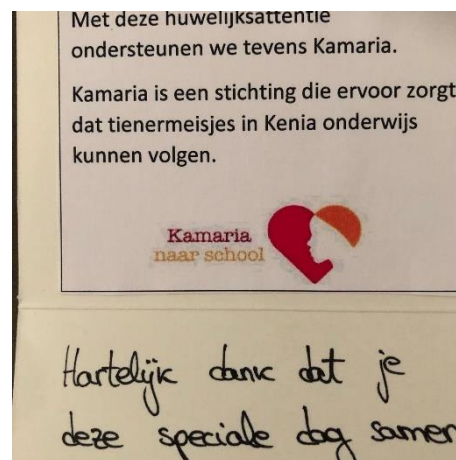 Met deze huwelijksattentie
ondersteunen we tevens Kamaria.
Kamaria is een stichting die ervoor zorgt
dat tienermeisjes in Kenia onderwijs
kunnen volgen.
Kamaria
naar school
Hartelijk dank dat je
deze speciale dag samen